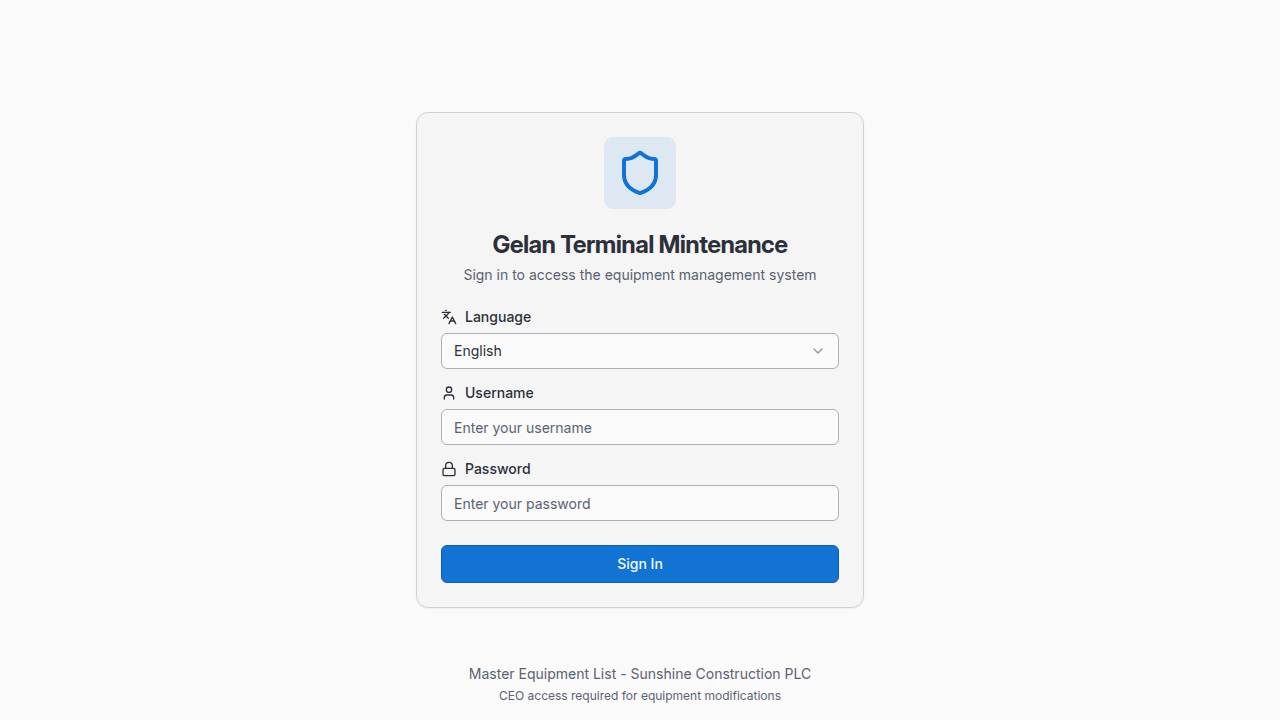 Gelan Terminal Mintenance
Sign in to access the equipment management system
Language
English
Username
Enter your username
Password
Enter your password
Sign In
Master Equipment List - Sunshine Construction PLC
CEO access required for equipment modifications